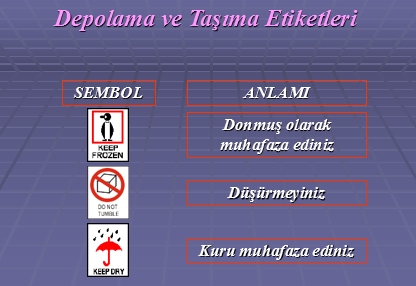 Depolama ve Taşıma Etiketleri
SEMBOL
ANLAMI
KEEP
FROZEN
Donmuş olarak
muhafaza ediniz
DO NOT
TUMBLE
Düşürmeyiniz
KEEP DRY
Kuru muhafaza ediniz